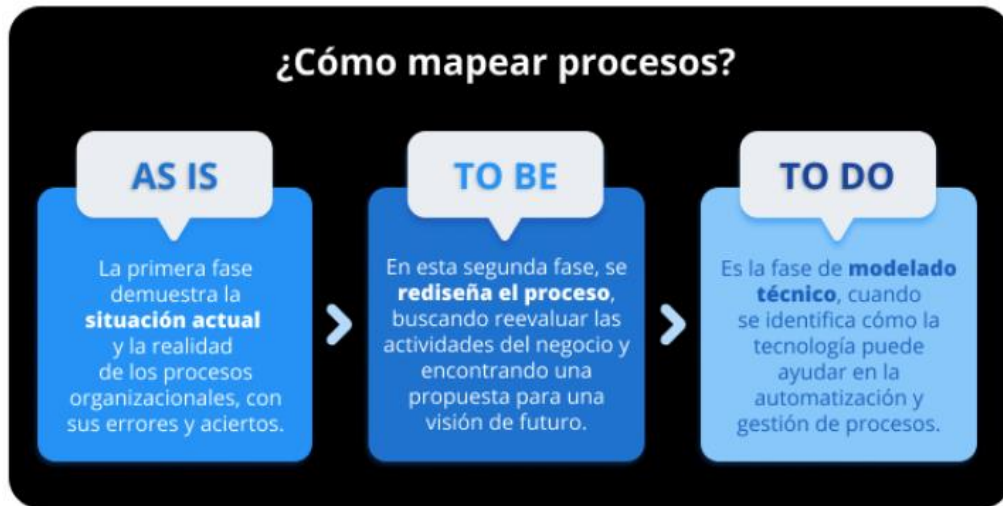 ¿Cómo mapear procesos?
AS IS
La primera fase
demuestra la
situación actual
y la realidad
de los procesos
organizacionales, con
sus errores y aciertos.
TO BE
En esta segunda fase, se
rediseña el proceso,
buscando reevaluar las
actividades del negocio y
encontrando una
propuesta para una
visión de futuro.
TO DO
Es la fase de modelado
técnico, cuando
se identifica cómo la
tecnología puede
ayudar en la
automatización y
gestión de procesos.